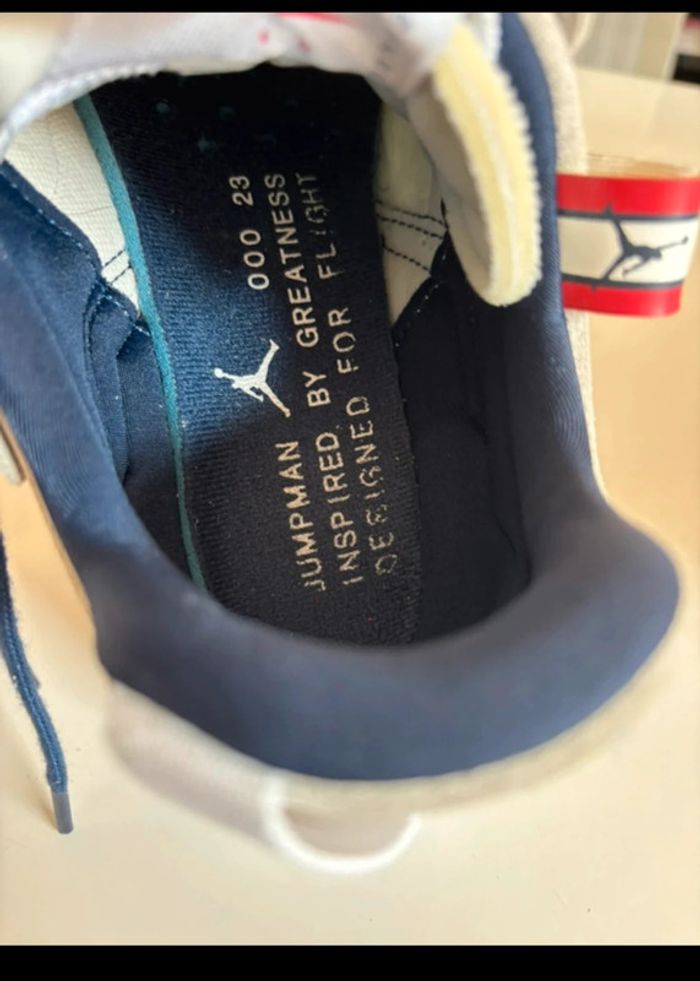 000 23
JUMPMAN
INSPIRED BY GREATNESS
DESIGNED FOR FLIGHT